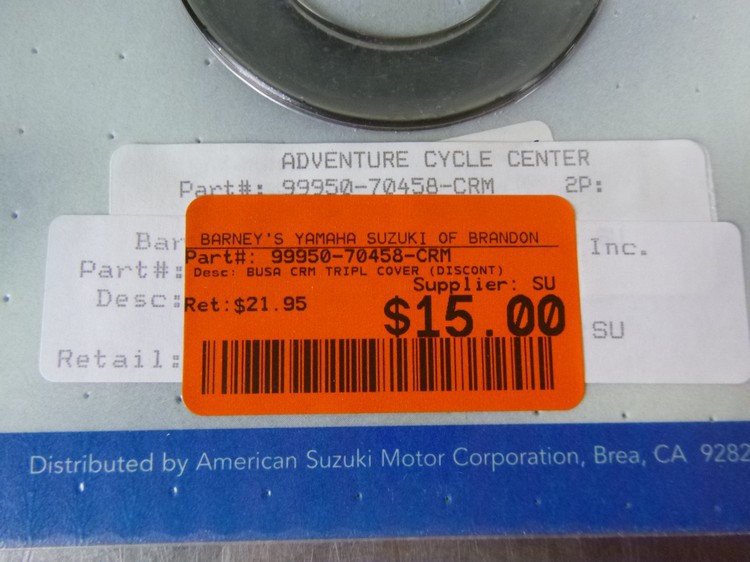 ADVENTURE CYCLE CENTER
Part#: 99950-70458-CRM 2P:
Bar
Inc.
Part#:
Desc:
SU
Retail:
BARNEY'S YAMAHA SUZUKI OF BRANDON
Part#: 99950-70458-CRM
Desc: BUSA CRM TRIPL COVER (DISCONT)
Supplier: SU
Ret:$21.95
$15.00
Distributed by American Suzuki Motor Corporation, Brea, CA 9282